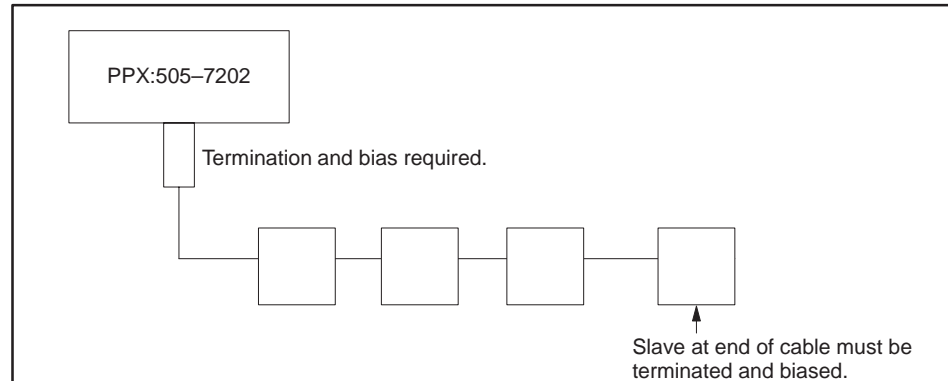 PPX:505–7202
Termination and bias required.
Slave at end of cable must be
terminated and biased.